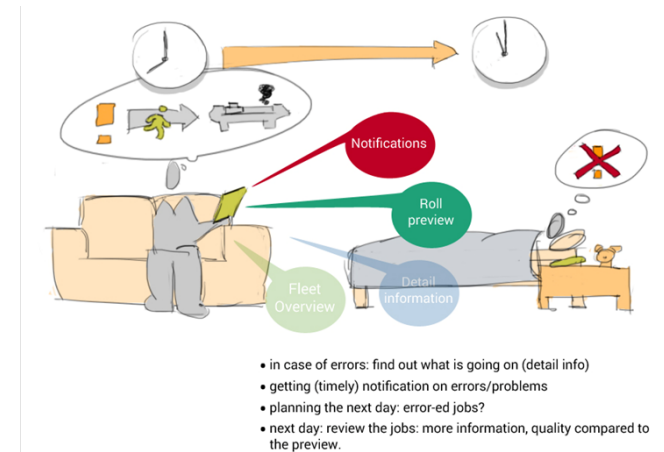 Notifications
Roll
preview
Fleet
Overview
Detail
information
• in case of errors: find out what is going on (detail info)
• getting (timely) notification on errors/problems
• planning the next day: error-ed jobs?
• next day: review the jobs: more information, quality compared to
the preview.